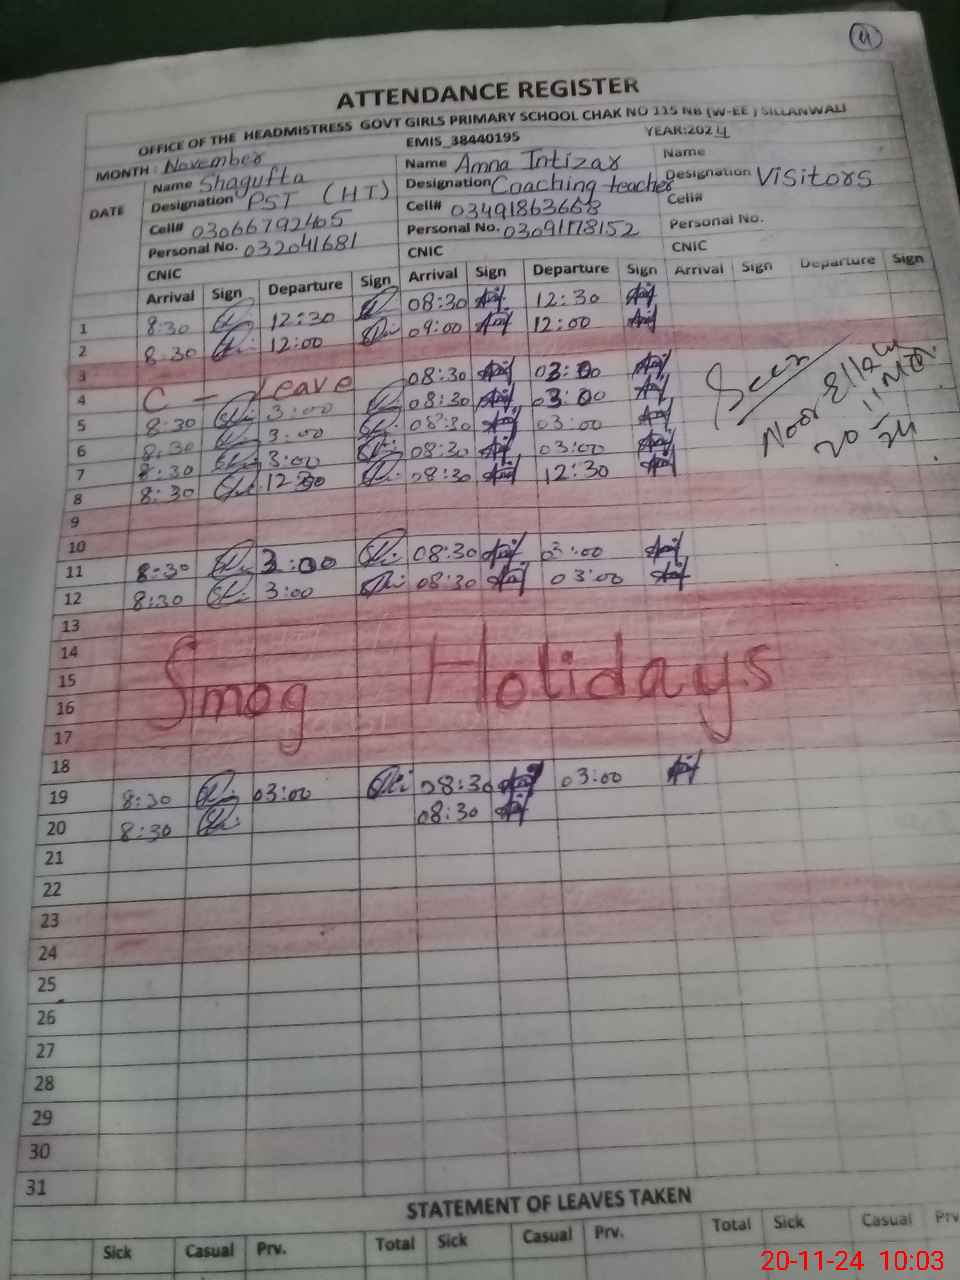 4
ATTENDANCE REGISTER
OFFICE OF THE HEADMISTRESS GOVT GIRLS PRIMARY SCHOOL CHAK NO 115 NB (W-EE ) SILLANWALI
MONTH : November EMIS_38440195 YEAR:2024
DATE
Name Shagufta Name Amna Intizar Name
Designation PST (HT) Designation Coaching teacher Designation Visitors
Cell# 03066792405 Cell# 03491863668 Cell#
Personal No. 032041681 Personal No. 03091178152 Personal No.
CNIC CNIC CNIC
Arrival Sign Departure Sign Arrival Sign Departure Sign Arrival Sign Departure Sign
1 8:30 12:30 08:30 12:30
2 8:30 12:00 09:00 12:00
3
4 C - Leave 08:30 03:00
5 8:30 3:00 08:30 03:00
6 8:30 3:00 08:30 03:00
7 8:30 3:00 08:30 03:00
8 8:30 12:30 08:30 12:30
Seen
Noor Ellahi
20
11
24
9
10
11 8:30 3:00 08:30 03:00
12 8:30 3:00 08:30 03:00
13
14
15 Smog Holidays
16
17
18
19 8:30 03:00 08:30 03:00
20 8:30 08:30
21
22
23
24
25
26
27
28
29
30
31
STATEMENT OF LEAVES TAKEN
Sick Casual Prv. Total Sick Casual Prv. Total Sick Casual Prv
20-11-24 10:03